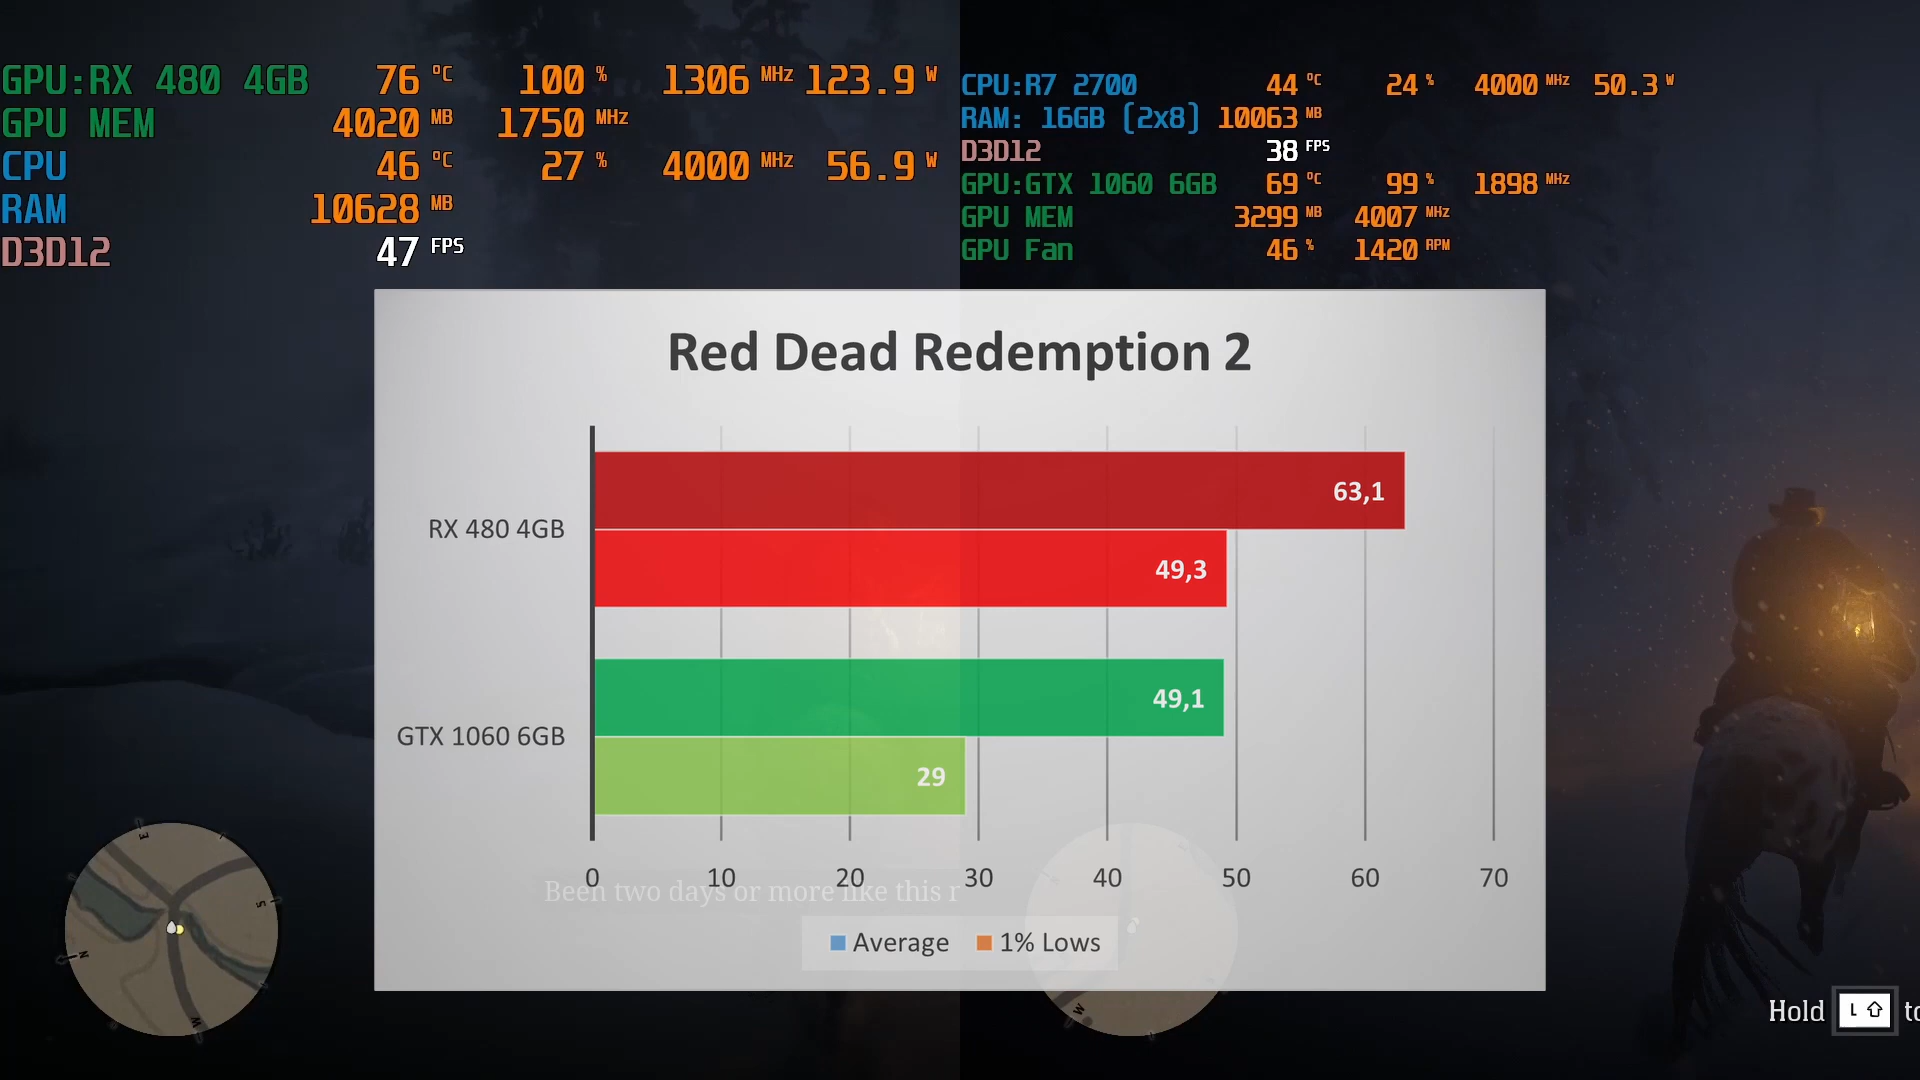 GPU:RX 480 4GB 76 °C 100 % 1306 MHz 123.9 W
GPU MEM 4020 MB 1750 MHz
CPU 46 °C 27 % 4000 MHz 56.9 W
RAM 10628 MB
D3D12 47 FPS
CPU:R7 2700 44 °C 24 % 4000 MHz 50.3 W
RAM: 16GB (2x8) 10063 MB
D3D12 38 FPS
GPU:GTX 1060 6GB 69 °C 99 % 1898 MHz
GPU MEM 3299 MB 4007 MHz
GPU Fan 46 % 1420 RPM
Red Dead Redemption 2
RX 480 4GB
63,1
49,3
GTX 1060 6GB
49,1
29
0 10 20 30 40 50 60 70
Been two days or more like this r
Average 1% Lows
E
S
N
W
W
Hold L ⇧ to